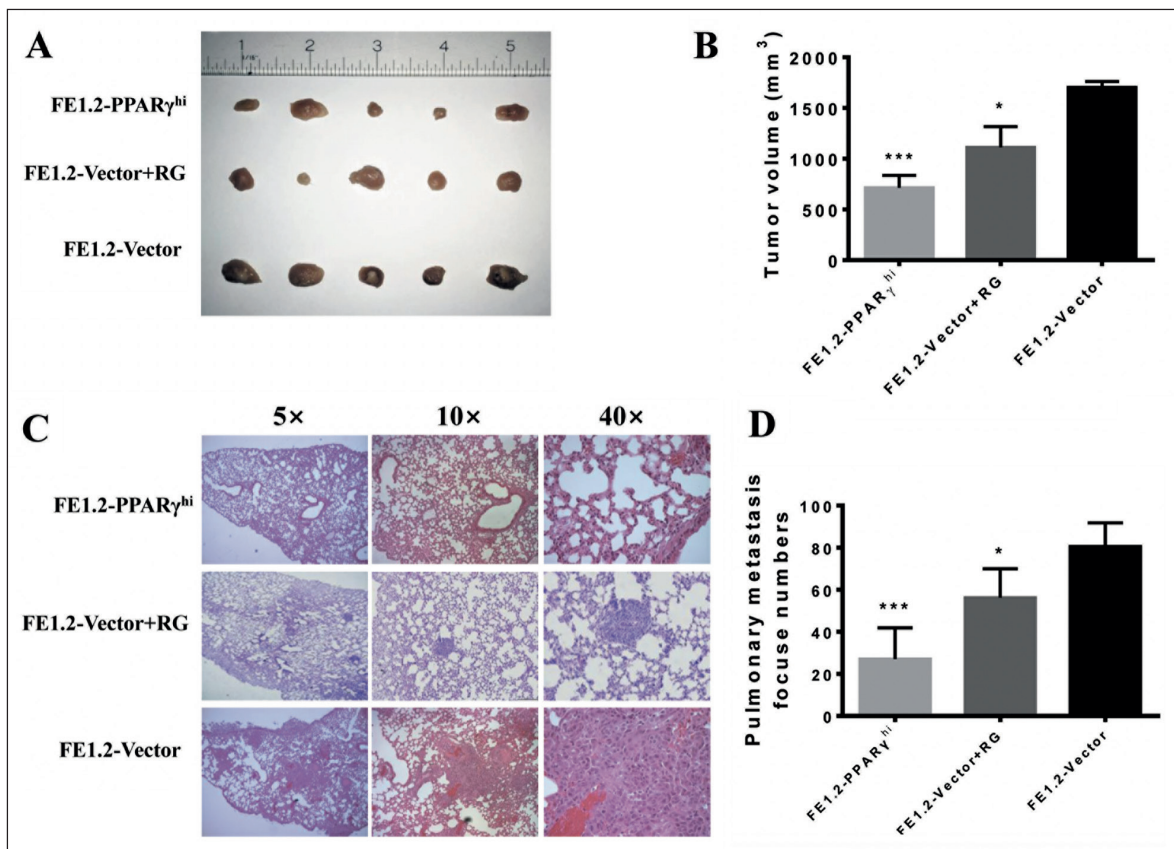 A
1 2 3 4 5
1/16"
FE1.2-PPARγhi
FE1.2-Vector+RG
FE1.2-Vector
B
Tumor volume (mm3)
2000
1500
1000
500
0
***
*
FE1.2-PPARγhi
FE1.2-Vector+RG
FE1.2-Vector
C
5× 10× 40×
FE1.2-PPARγhi
FE1.2-Vector+RG
FE1.2-Vector
D
Pulmonary metastasis
focuse numbers
100
80
60
40
20
0
***
*
FE1.2-PPARγhi
FE1.2-Vector+RG
FE1.2-Vector